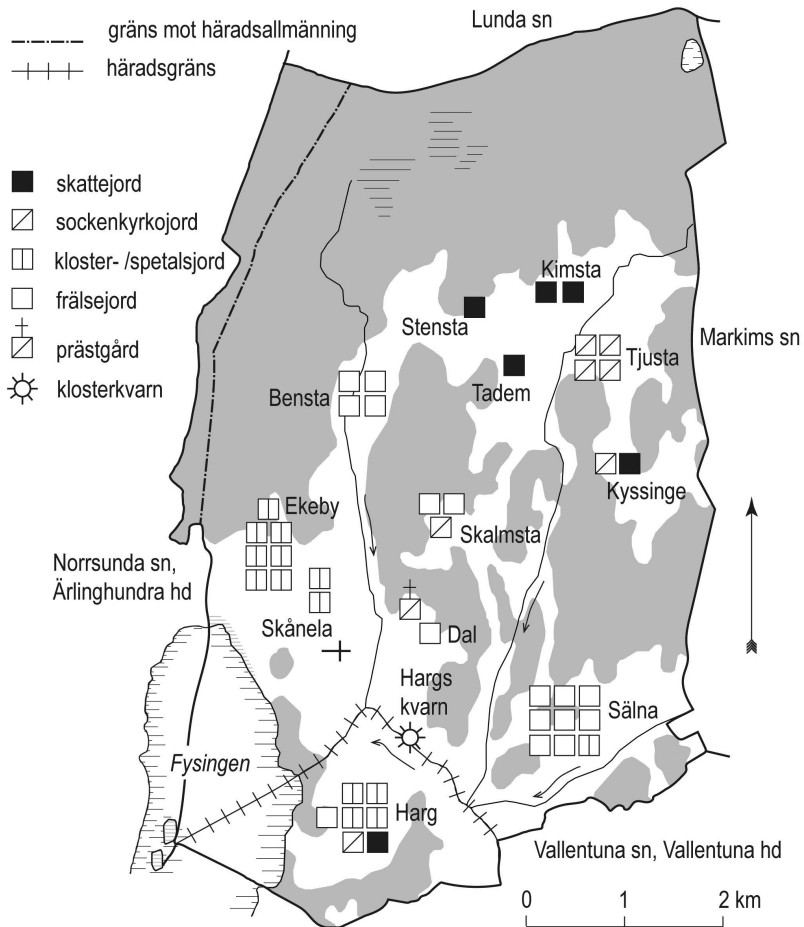 gräns mot häradsallmänning
häradsgräns
skattejord
sockenkyrkojord
kloster- /spetalsjord
frälsejord
prästgård
klosterkvarn
Lunda sn
Kimsta
Stensta
Tadem
Tjusta
Markims sn
Bensta
Kyssinge
Ekeby
Skalmsta
Norrsunda sn,
Ärlinghundra hd
Skånela
Dal
Hargs
kvarn
Sälna
Fysingen
Harg
Vallentuna sn, Vallentuna hd
0 1 2 km